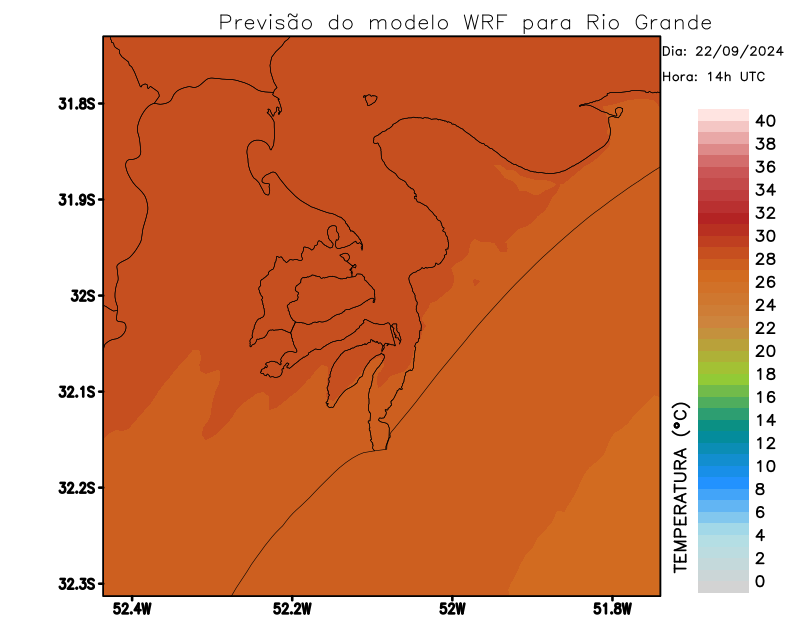 Previsão do modelo WRF para Rio Grande
Dia: 22/09/2024
Hora: 14h UTC
31.8S
31.9S
32S
32.1S
32.2S
32.3S
52.4W
52.2W
52W
51.8W
TEMPERATURA (°C)
40
38
36
34
32
30
28
26
24
22
20
18
16
14
12
10
8
6
4
2
0